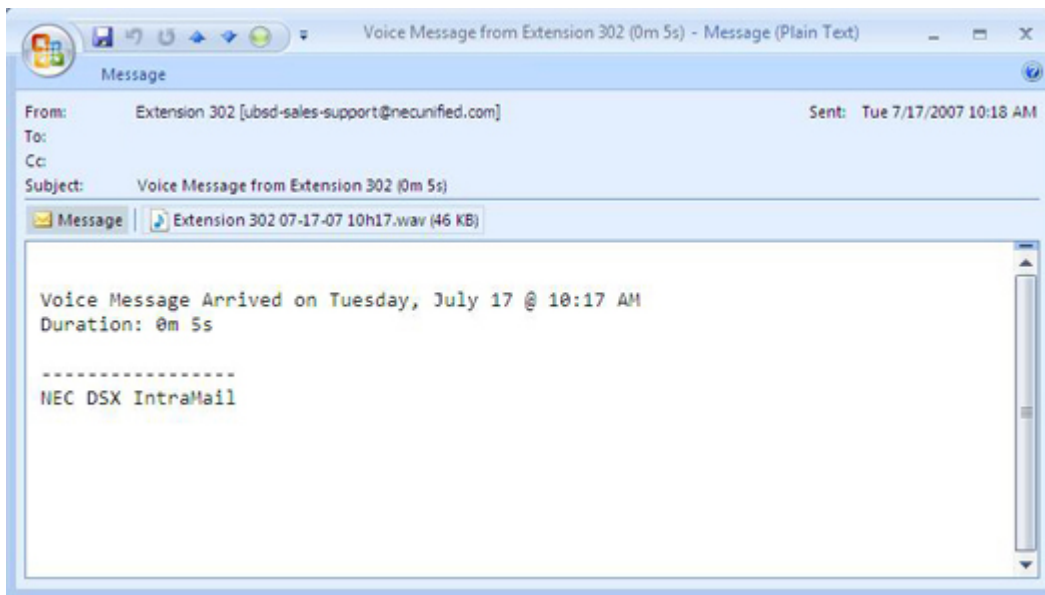 Voice Message from Extension 302 (0m 5s) - Message (Plain Text)
Message
From: Extension 302 [ubsd-sales-support@necunified.com] Sent: Tue 7/17/2007 10:18 AM
To:
Cc:
Subject: Voice Message from Extension 302 (0m 5s)
Message Extension 302 07-17-07 10h17.wav (46 KB)
Voice Message Arrived on Tuesday, July 17 @ 10:17 AM
Duration: 0m 5s
-----------------
NEC DSX IntraMail